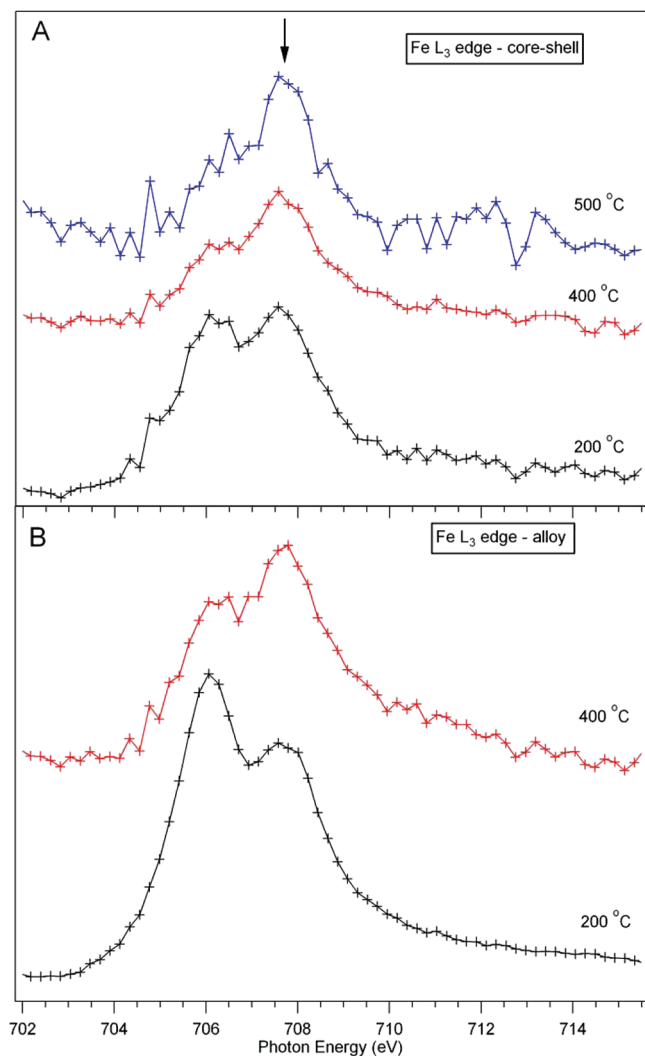 A
Fe L₃ edge - core-shell
500 °C
400 °C
200 °C
B
Fe L₃ edge - alloy
400 °C
200 °C
702 704 706 708 710 712 714
Photon Energy (eV)